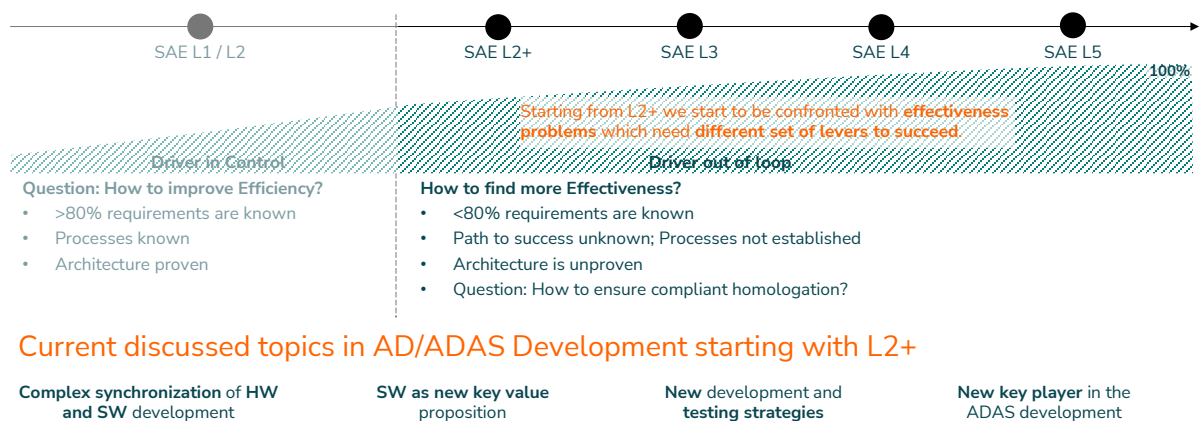 SAE L1 / L2
SAE L2+
SAE L3
SAE L4
SAE L5
100%
Starting from L2+ we start to be confronted with effectiveness
problems which need different set of levers to succeed.
Driver in Control
Driver out of loop
Question: How to improve Efficiency?
• >80% requirements are known
• Processes known
• Architecture proven
How to find more Effectiveness?
• <80% requirements are known
• Path to success unknown; Processes not established
• Architecture is unproven
• Question: How to ensure compliant homologation?
Current discussed topics in AD/ADAS Development starting with L2+
Complex synchronization of HW
and SW development
SW as new key value
proposition
New development and
testing strategies
New key player in the
ADAS development